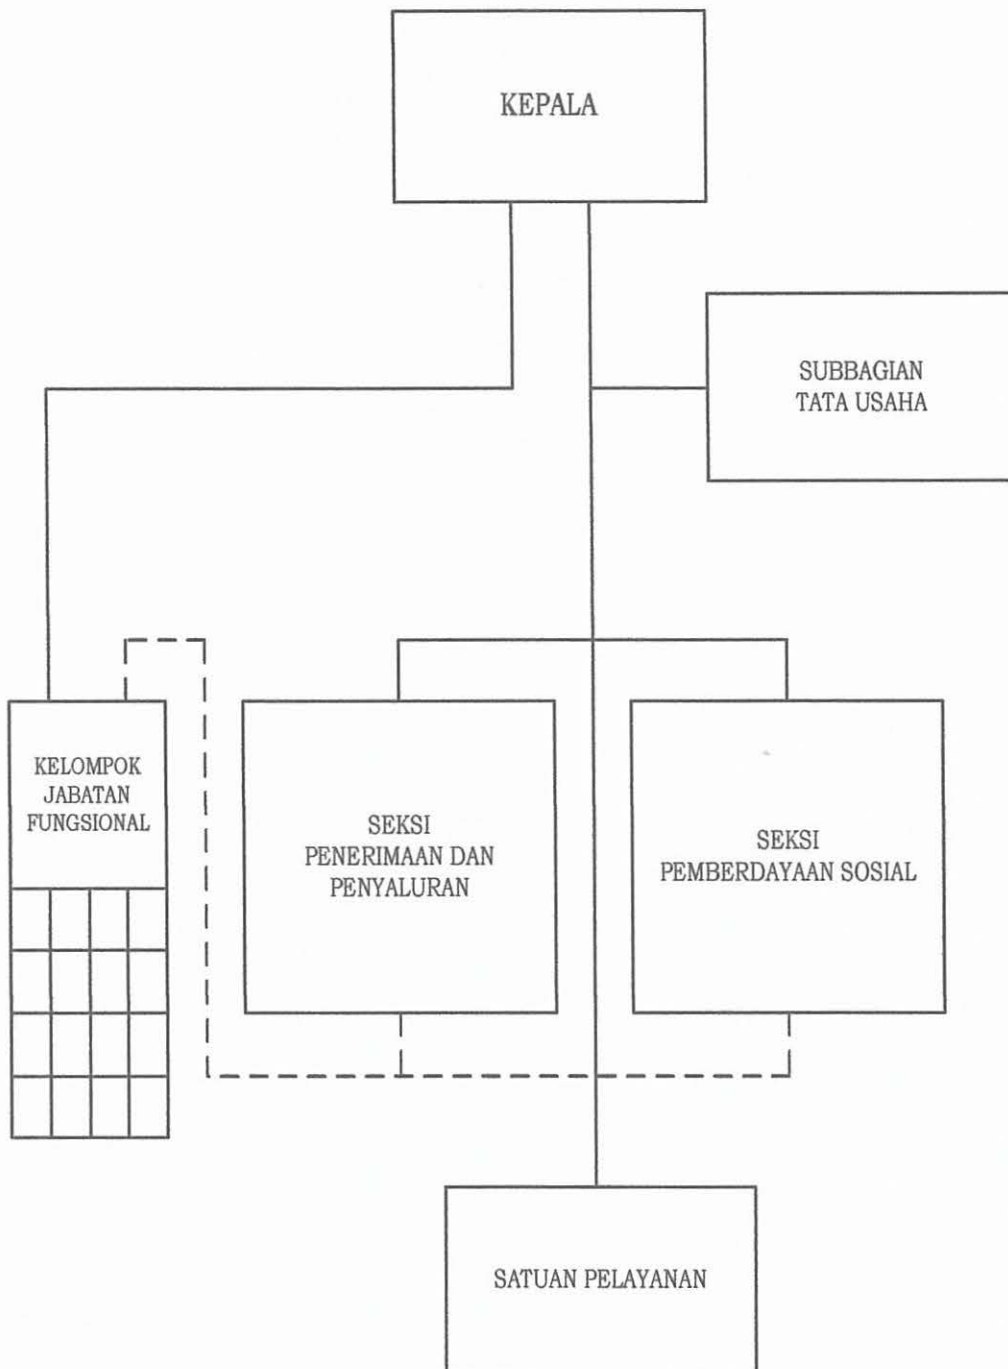 KEPALA
SUBBAGIAN
TATA USAHA
KELOMPOK
JABATAN
FUNGSIONAL
SEKSI
PENERIMAAN DAN
PENYALURAN
SEKSI
PEMBERDAYAAN SOSIAL
SATUAN PELAYANAN